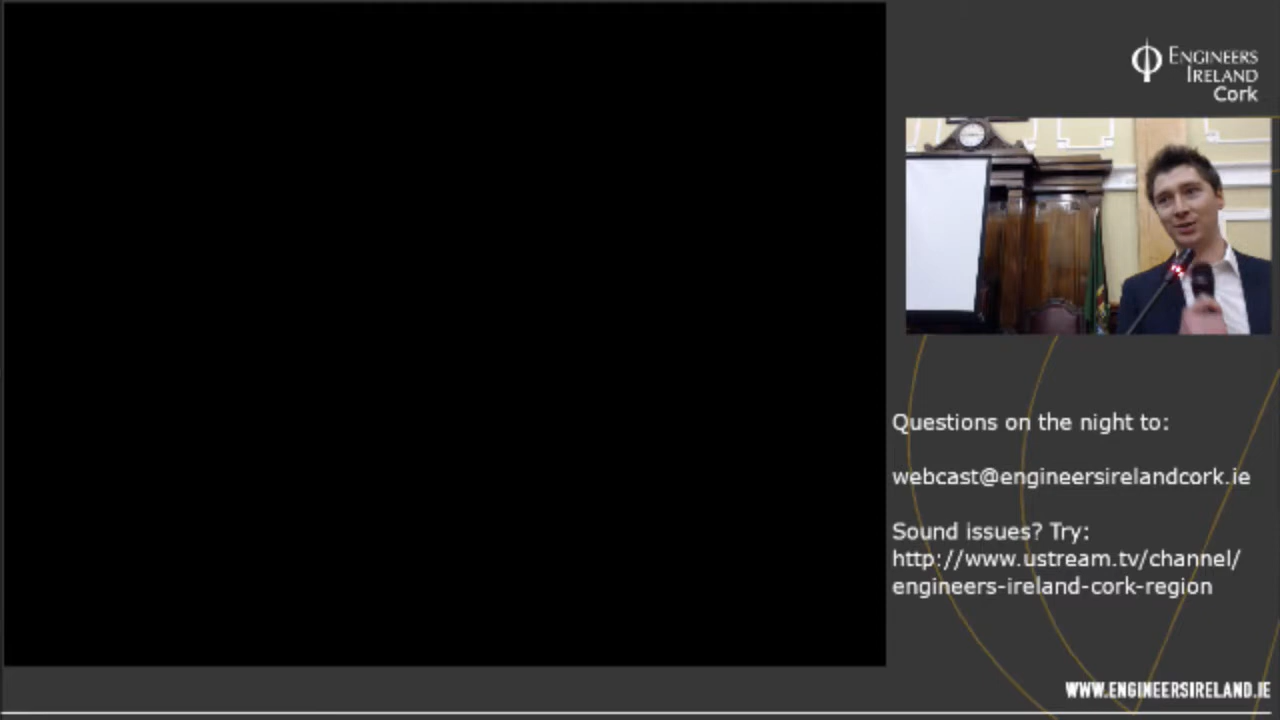 ENGINEERS
IRELAND
Cork
Questions on the night to:
webcast@engineersirelandcork.ie
Sound issues? Try:
http://www.ustream.tv/channel/
engineers-ireland-cork-region
WWW.ENGINEERSIRELAND.IE